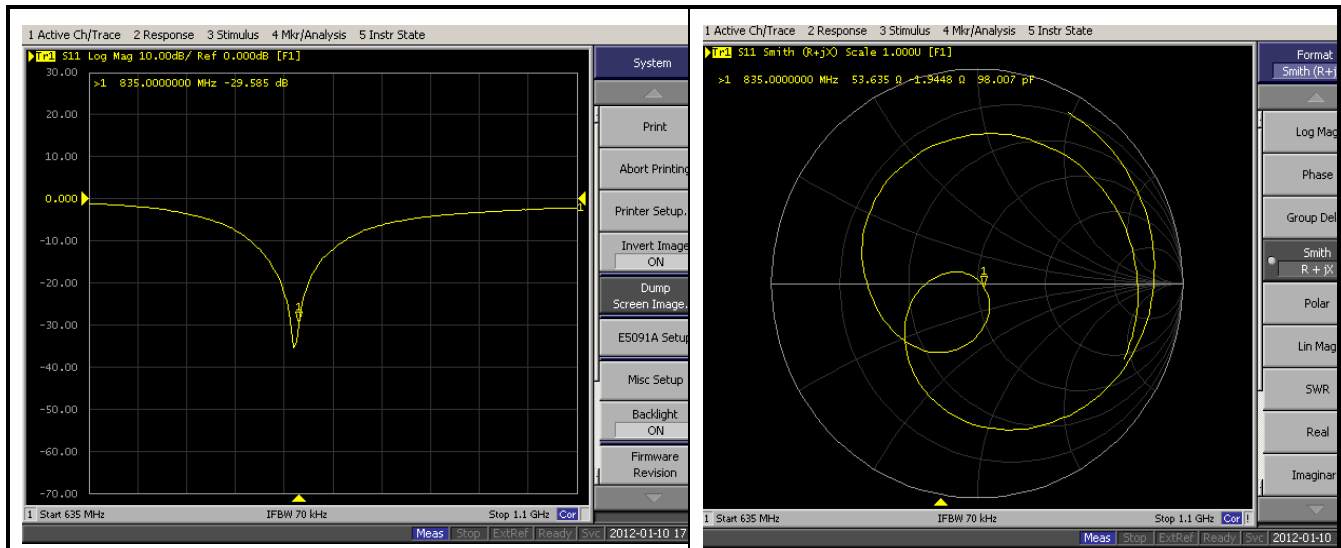 1 Active Ch/Trace 2 Response 3 Stimulus 4 Mkr/Analysis 5 Instr State
Tr1 S11 Log Mag 10.00dB/ Ref 0.000dB [F1]
30.00
>1 835.0000000 MHz -29.585 dB
20.00
10.00
0.000
-10.00
-20.00
-30.00
-40.00
-50.00
-60.00
-70.00
1
1
1 Start 635 MHz IFBW 70 kHz Stop 1.1 GHz Cor
System
Print
Abort Printing
Printer Setup.
Invert Image
ON
Dump
Screen Image.
E5091A Setup
Misc Setup
Backlight
ON
Firmware
Revision
Meas Stop ExtRef Ready Svc 2012-01-10 17
1 Active Ch/Trace 2 Response 3 Stimulus 4 Mkr/Analysis 5 Instr State
Tr1 S11 Smith (R+jX) Scale 1.000U [F1]
>1 835.0000000 MHz 53.635 Ω -1.9448 Ω 98.007 pF
1
1 Start 635 MHz IFBW 70 kHz Stop 1.1 GHz Cor !
Format
Smith (R+j
Log Mag
Phase
Group Del
Smith
R + jX
Polar
Lin Mag
SWR
Real
Imaginar
Meas Stop ExtRef Ready Svc 2012-01-10